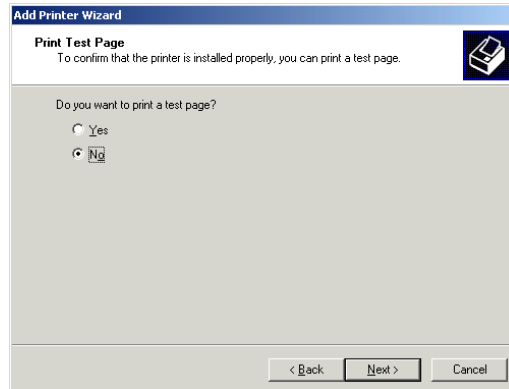 Add Printer Wizard
Print Test Page
To confirm that the printer is installed properly, you can print a test page.
Do you want to print a test page?
Yes
No
< Back Next > Cancel